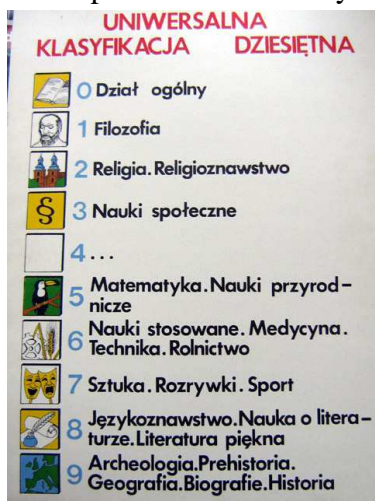 UNIWERSALNA
KLASYFIKACJA DZIESIĘTNA
0 Dział ogólny
1 Filozofia
2 Religia. Religioznawstwo
§ 3 Nauki społeczne
4 ...
5 Matematyka. Nauki przyrod-
nicze
6 Nauki stosowane. Medycyna.
Technika. Rolnictwo
7 Sztuka. Rozrywki. Sport
8 Językoznawstwo. Nauka o litera-
turze. Literatura piękna
9 Archeologia. Prehistoria.
Geografia. Biografie. Historia